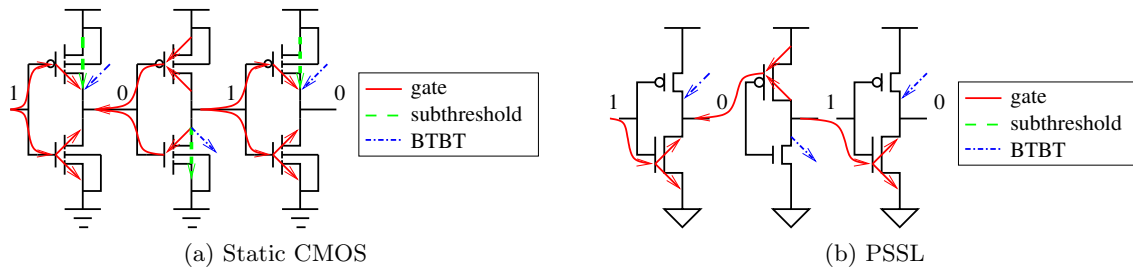 1 0 1 0
gate
subthreshold
BTBT
(a) Static CMOS
1 0 1 0
gate
subthreshold
BTBT
(b) PSSL